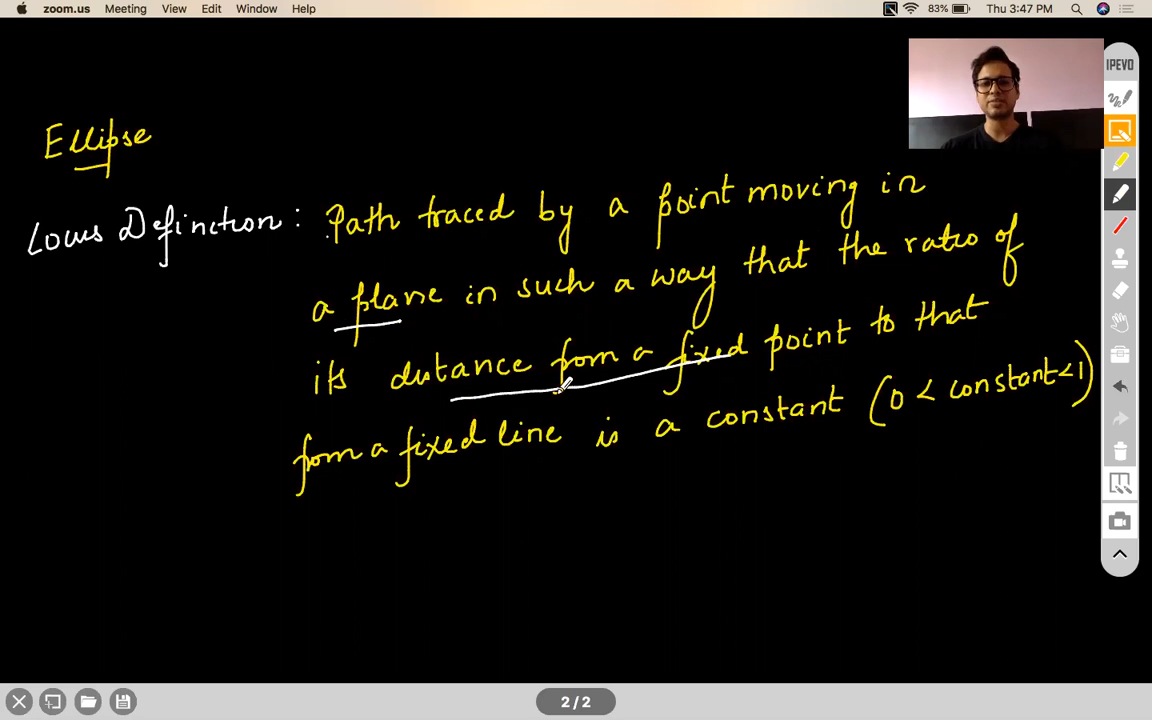 zoom.us Meeting View Edit Window Help 83% Thu 3:47 PM
IPEVO
Ellipse
Locus Definition : Path traced by a point moving in
a plane in such a way that the ratio of
its distance from a fixed point to that
from a fixed line is a constant (0 < constant < 1)
2 / 2